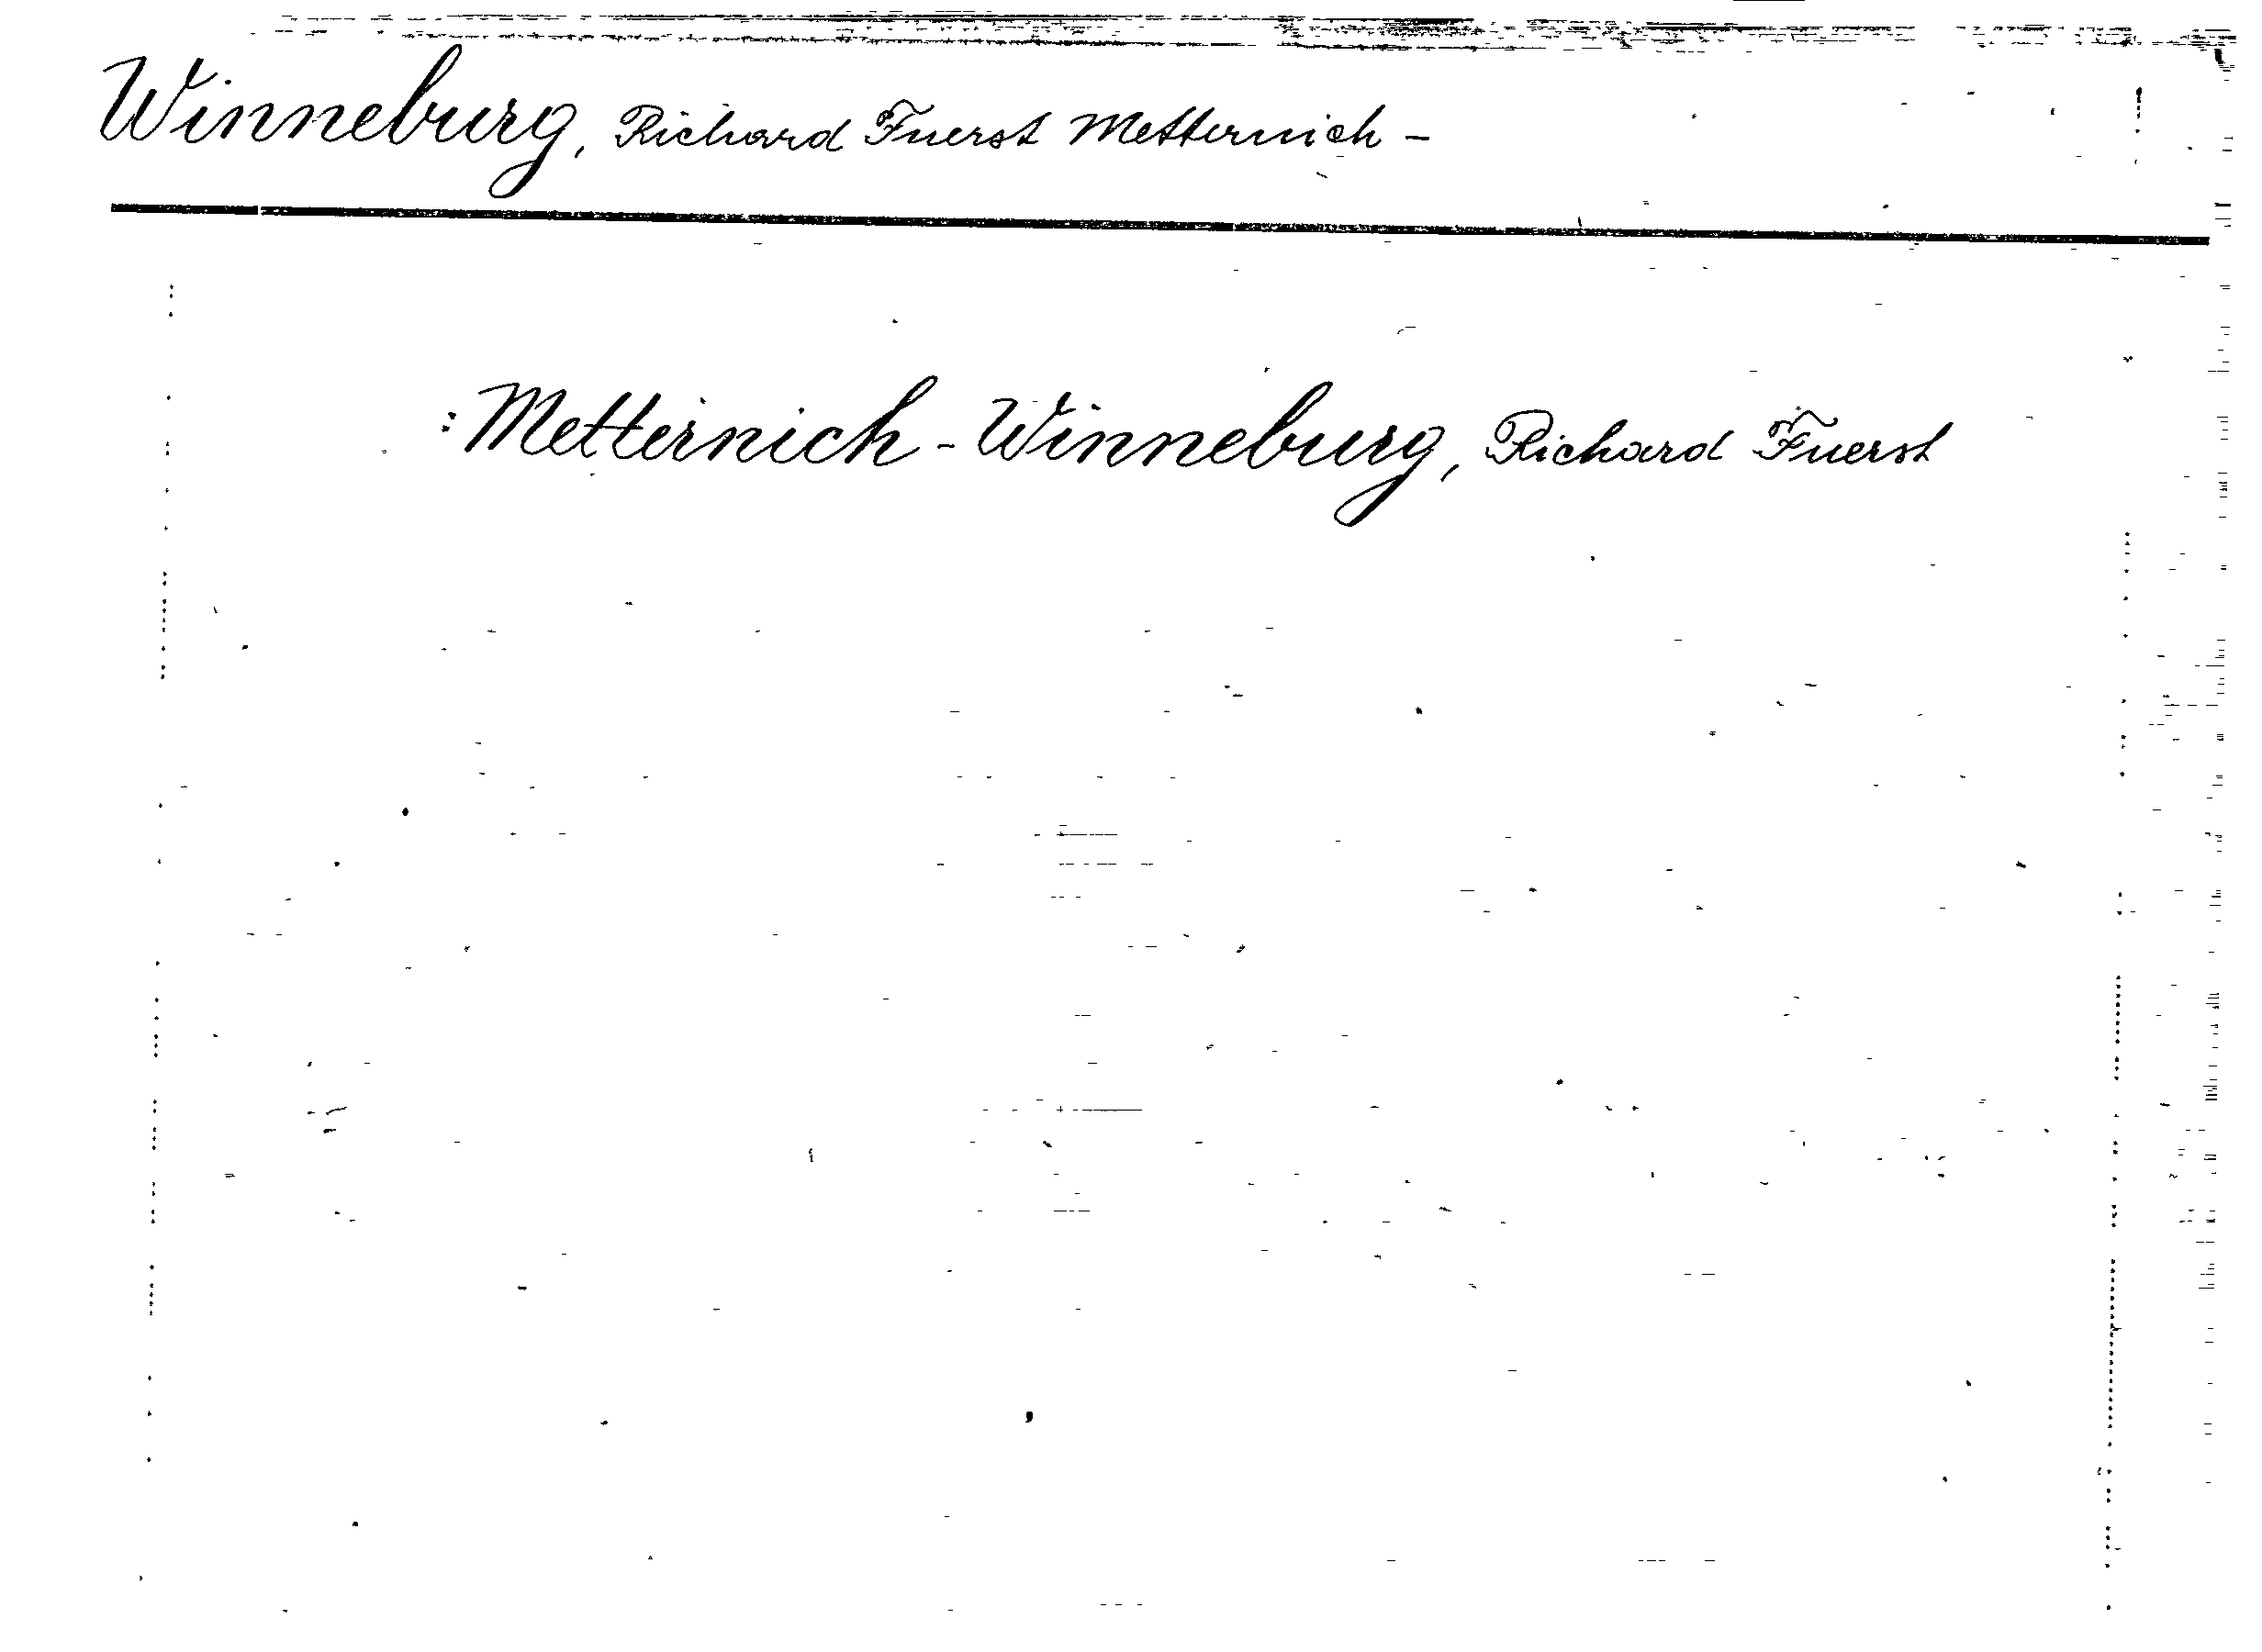 Winneburg, Richard Fuerst Metternich -
: Metternich - Winneburg, Richard Fuerst